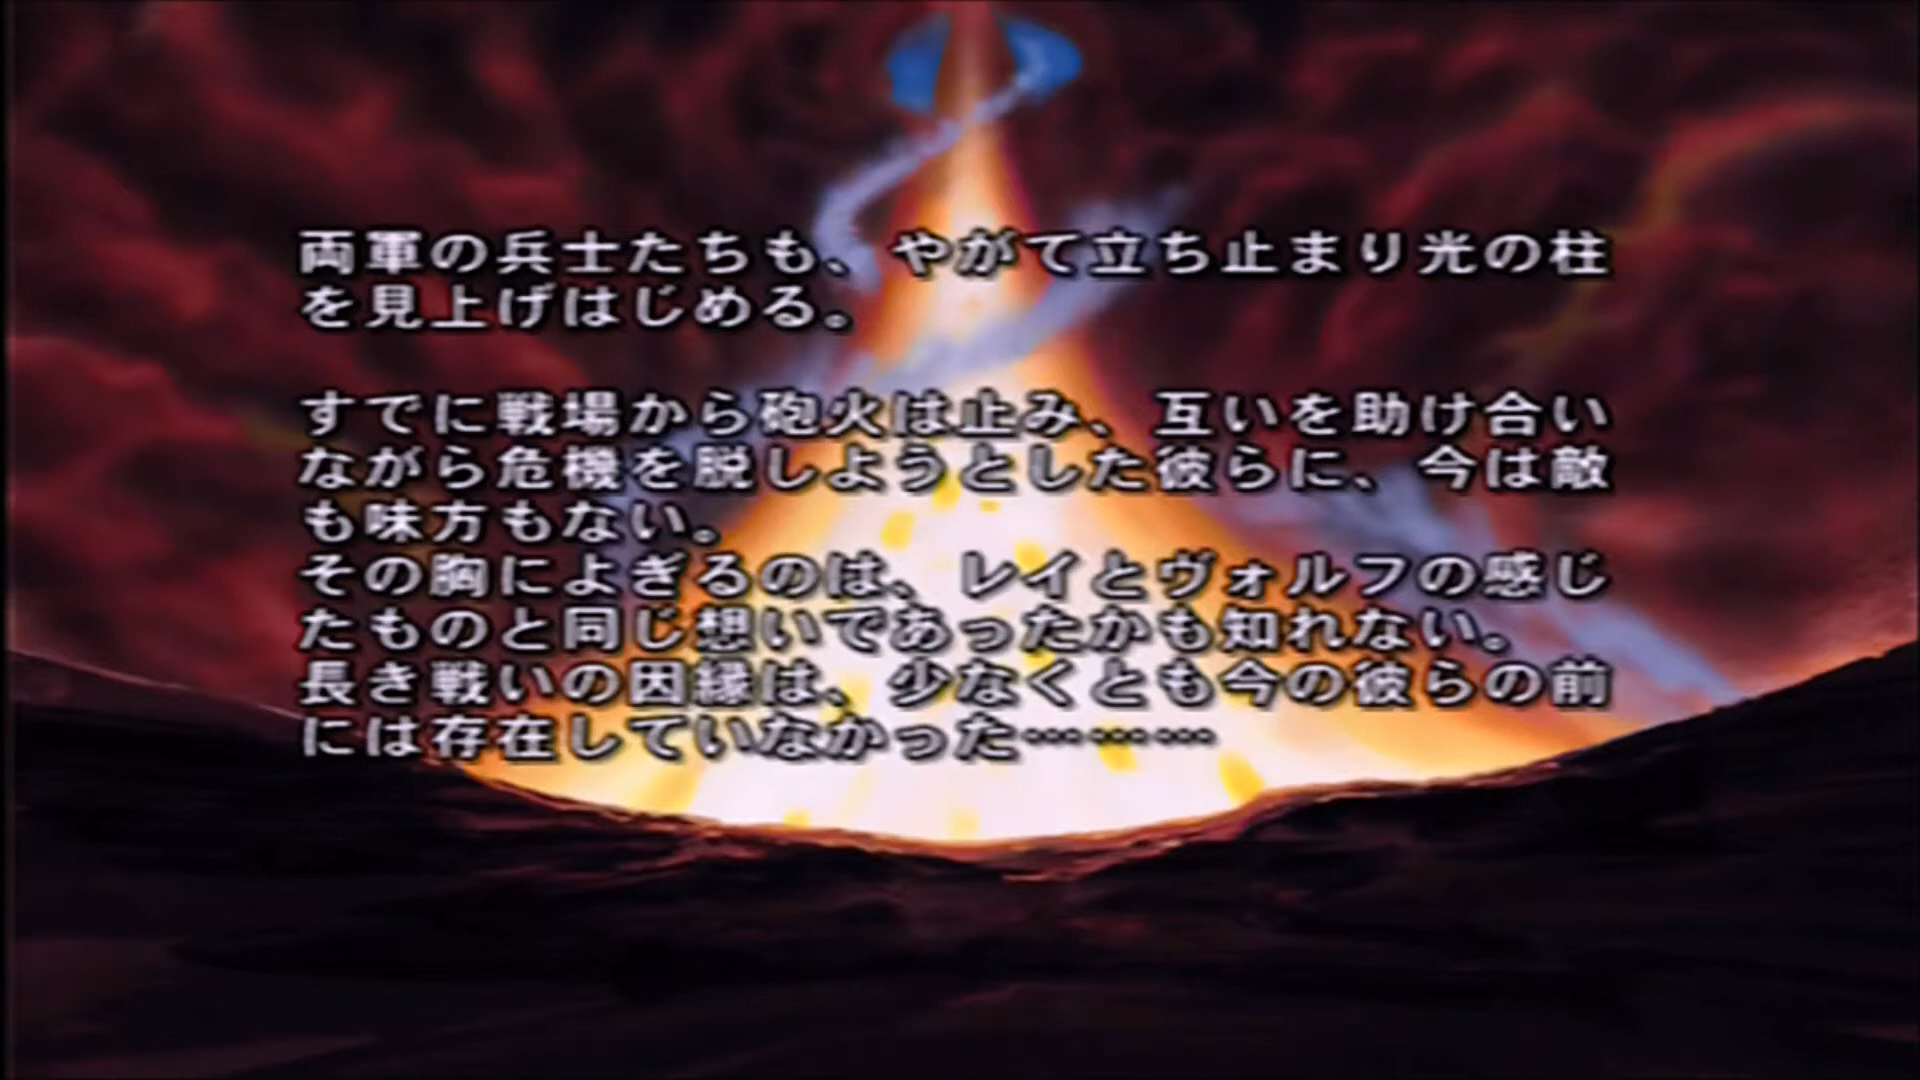 両軍の兵士たちも、やがて立ち止まり光の柱
を見上げはじめる。
すでに戦場から砲火は止み、互いを助け合い
ながら危機を脱しようとした彼らに、今は敵
も味方もない。
その胸によぎるのは、レイとヴォルフの感じ
たものと同じ想いであったかも知れない。
長き戦いの因縁は、少なくとも今の彼らの前
には存在していなかった………